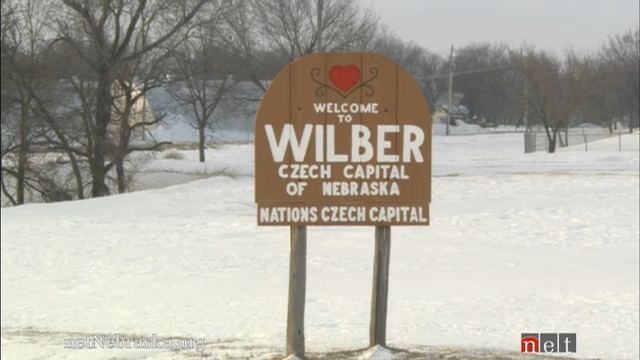 WELCOME
TO
WILBER
CZECH CAPITAL
OF NEBRASKA
NATIONS CZECH CAPITAL
netNebraska.org
net